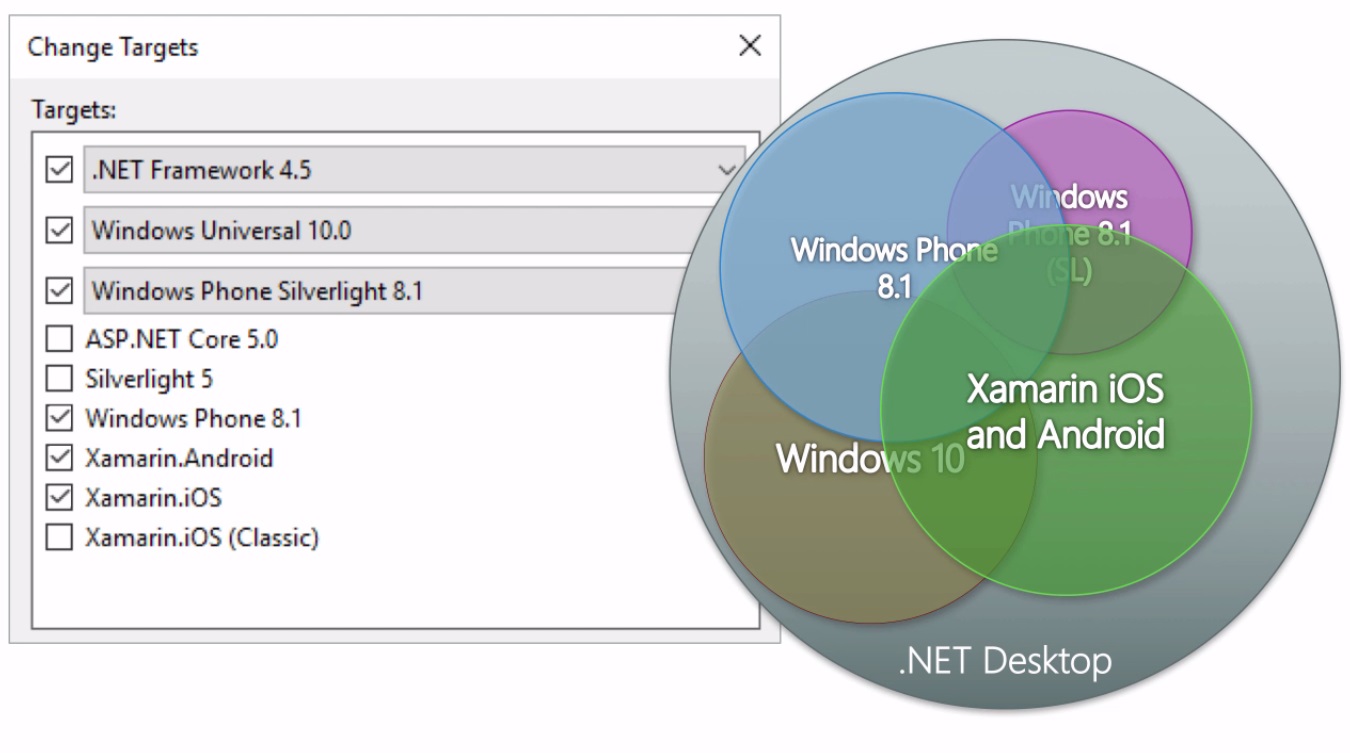 Change Targets
Targets:
.NET Framework 4.5
Windows Universal 10.0
Windows Phone Silverlight 8.1
ASP.NET Core 5.0
Silverlight 5
Windows Phone 8.1
Xamarin.Android
Xamarin.iOS
Xamarin.iOS (Classic)
Windows
Phone 8.1
(SL)
Windows Phone
8.1
Xamarin iOS
and Android
Windows 10
.NET Desktop